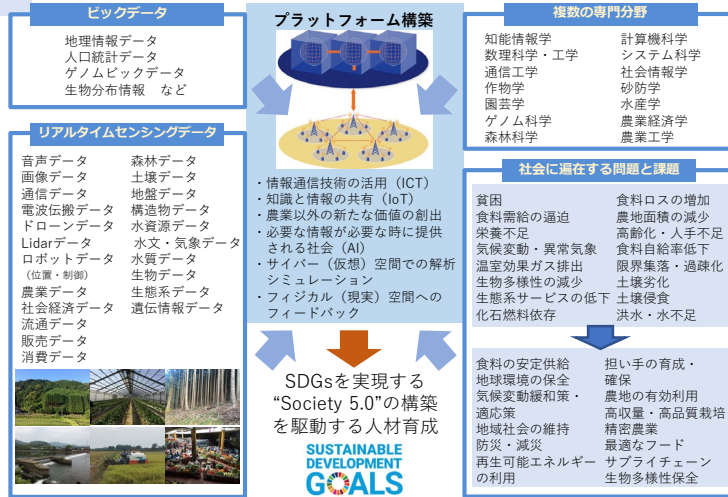 ビックデータ
地理情報データ
人口統計データ
ゲノムビックデータ
生物分布情報　など
リアルタイムセンシングデータ
音声データ
画像データ
通信データ
電波伝搬データ
ドローンデータ
Lidarデータ
ロボットデータ
（位置・制御）
農業データ
社会経済データ
流通データ
販売データ
消費データ
森林データ
土壌データ
地盤データ
構造物データ
水資源データ
水文・気象データ
水質データ
生物データ
生態系データ
遺伝情報データ
プラットフォーム構築
・情報通信技術の活用（ICT）
・知識と情報の共有（IoT）
・農業以外の新たな価値の創出
・必要な情報が必要な時に提供
される社会（AI）
・サイバー（仮想）空間での解析
シミュレーション
・フィジカル（現実）空間への
フィードバック
SDGsを実現する
“Society 5.0”の構築
を駆動する人材育成
SUSTAINABLE
DEVELOPMENT
GOALS
複数の専門分野
知能情報学
数理科学・工学
通信工学
作物学
園芸学
ゲノム科学
森林科学
計算機科学
システム科学
社会情報学
砂防学
水産学
農業経済学
農業工学
社会に遍在する問題と課題
貧困
食料需給の逼迫
栄養不足
気候変動・異常気象
温室効果ガス排出
生物多様性の減少
生態系サービスの低下
化石燃料依存
食料ロスの増加
農地面積の減少
高齢化・人手不足
食料自給率低下
限界集落・過疎化
土壌劣化
土壌侵食
洪水・水不足
食料の安定供給
地球環境の保全
気候変動緩和策・
適応策
地域社会の維持
防災・減災
再生可能エネルギー
の利用
担い手の育成・
確保
農地の有効利用
高収量・高品質栽培
精密農業
最適なフード
サプライチェーン
生物多様性保全